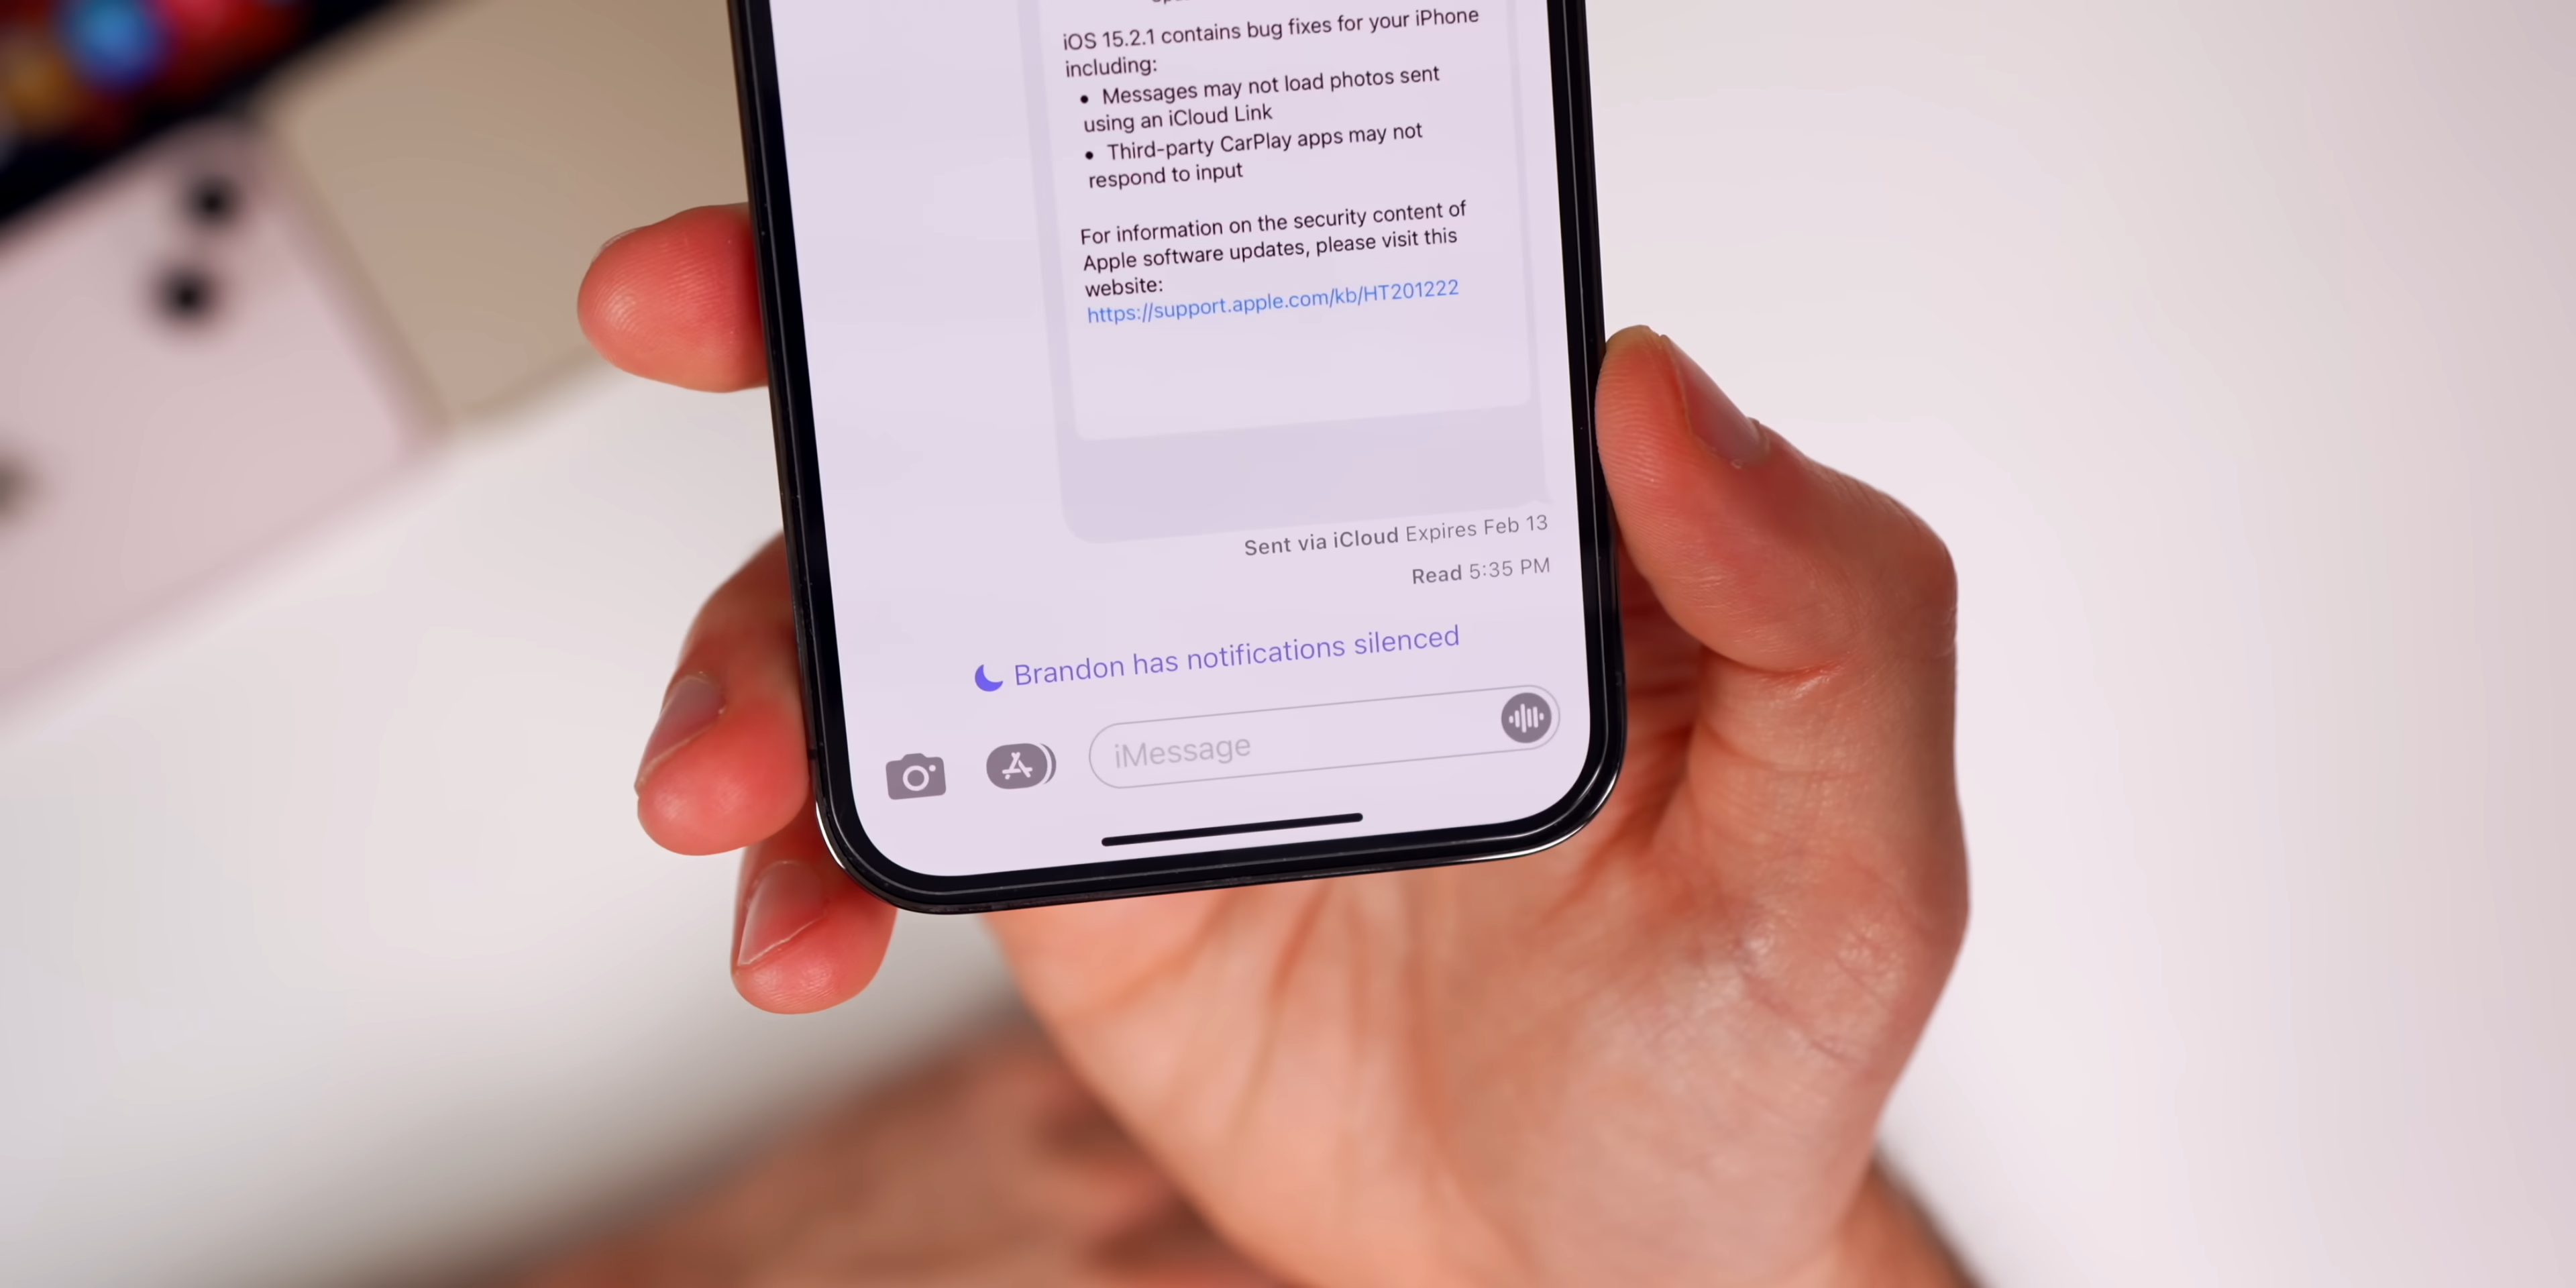 iOS 15.2.1 contains bug fixes for your iPhone
including:
• Messages may not load photos sent
using an iCloud Link
• Third-party CarPlay apps may not
respond to input
For information on the security content of
Apple software updates, please visit this
website:
https://support.apple.com/kb/HT201222
Sent via iCloud Expires Feb 13
Read 5:35 PM
Brandon has notifications silenced
iMessage